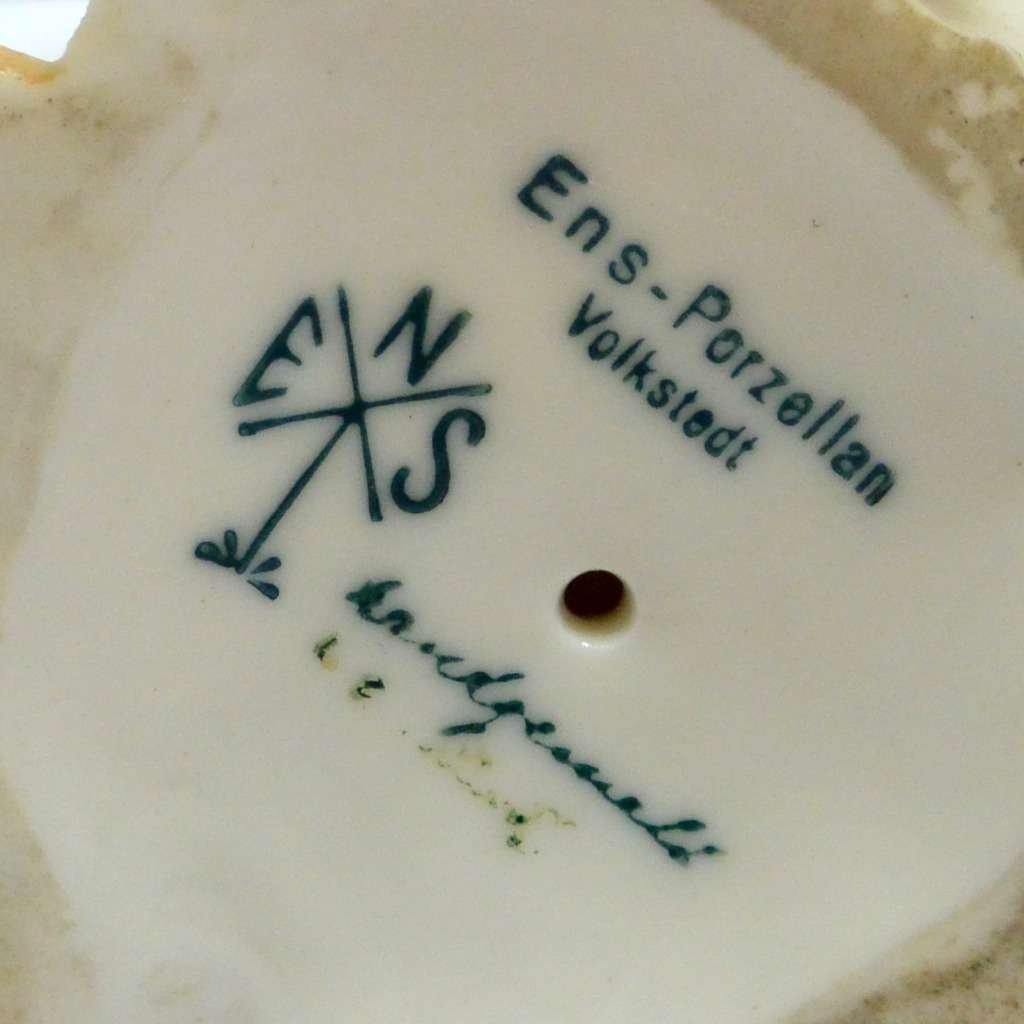 Ens-Porzellan
Volkstedt
E N
S
handgemalt